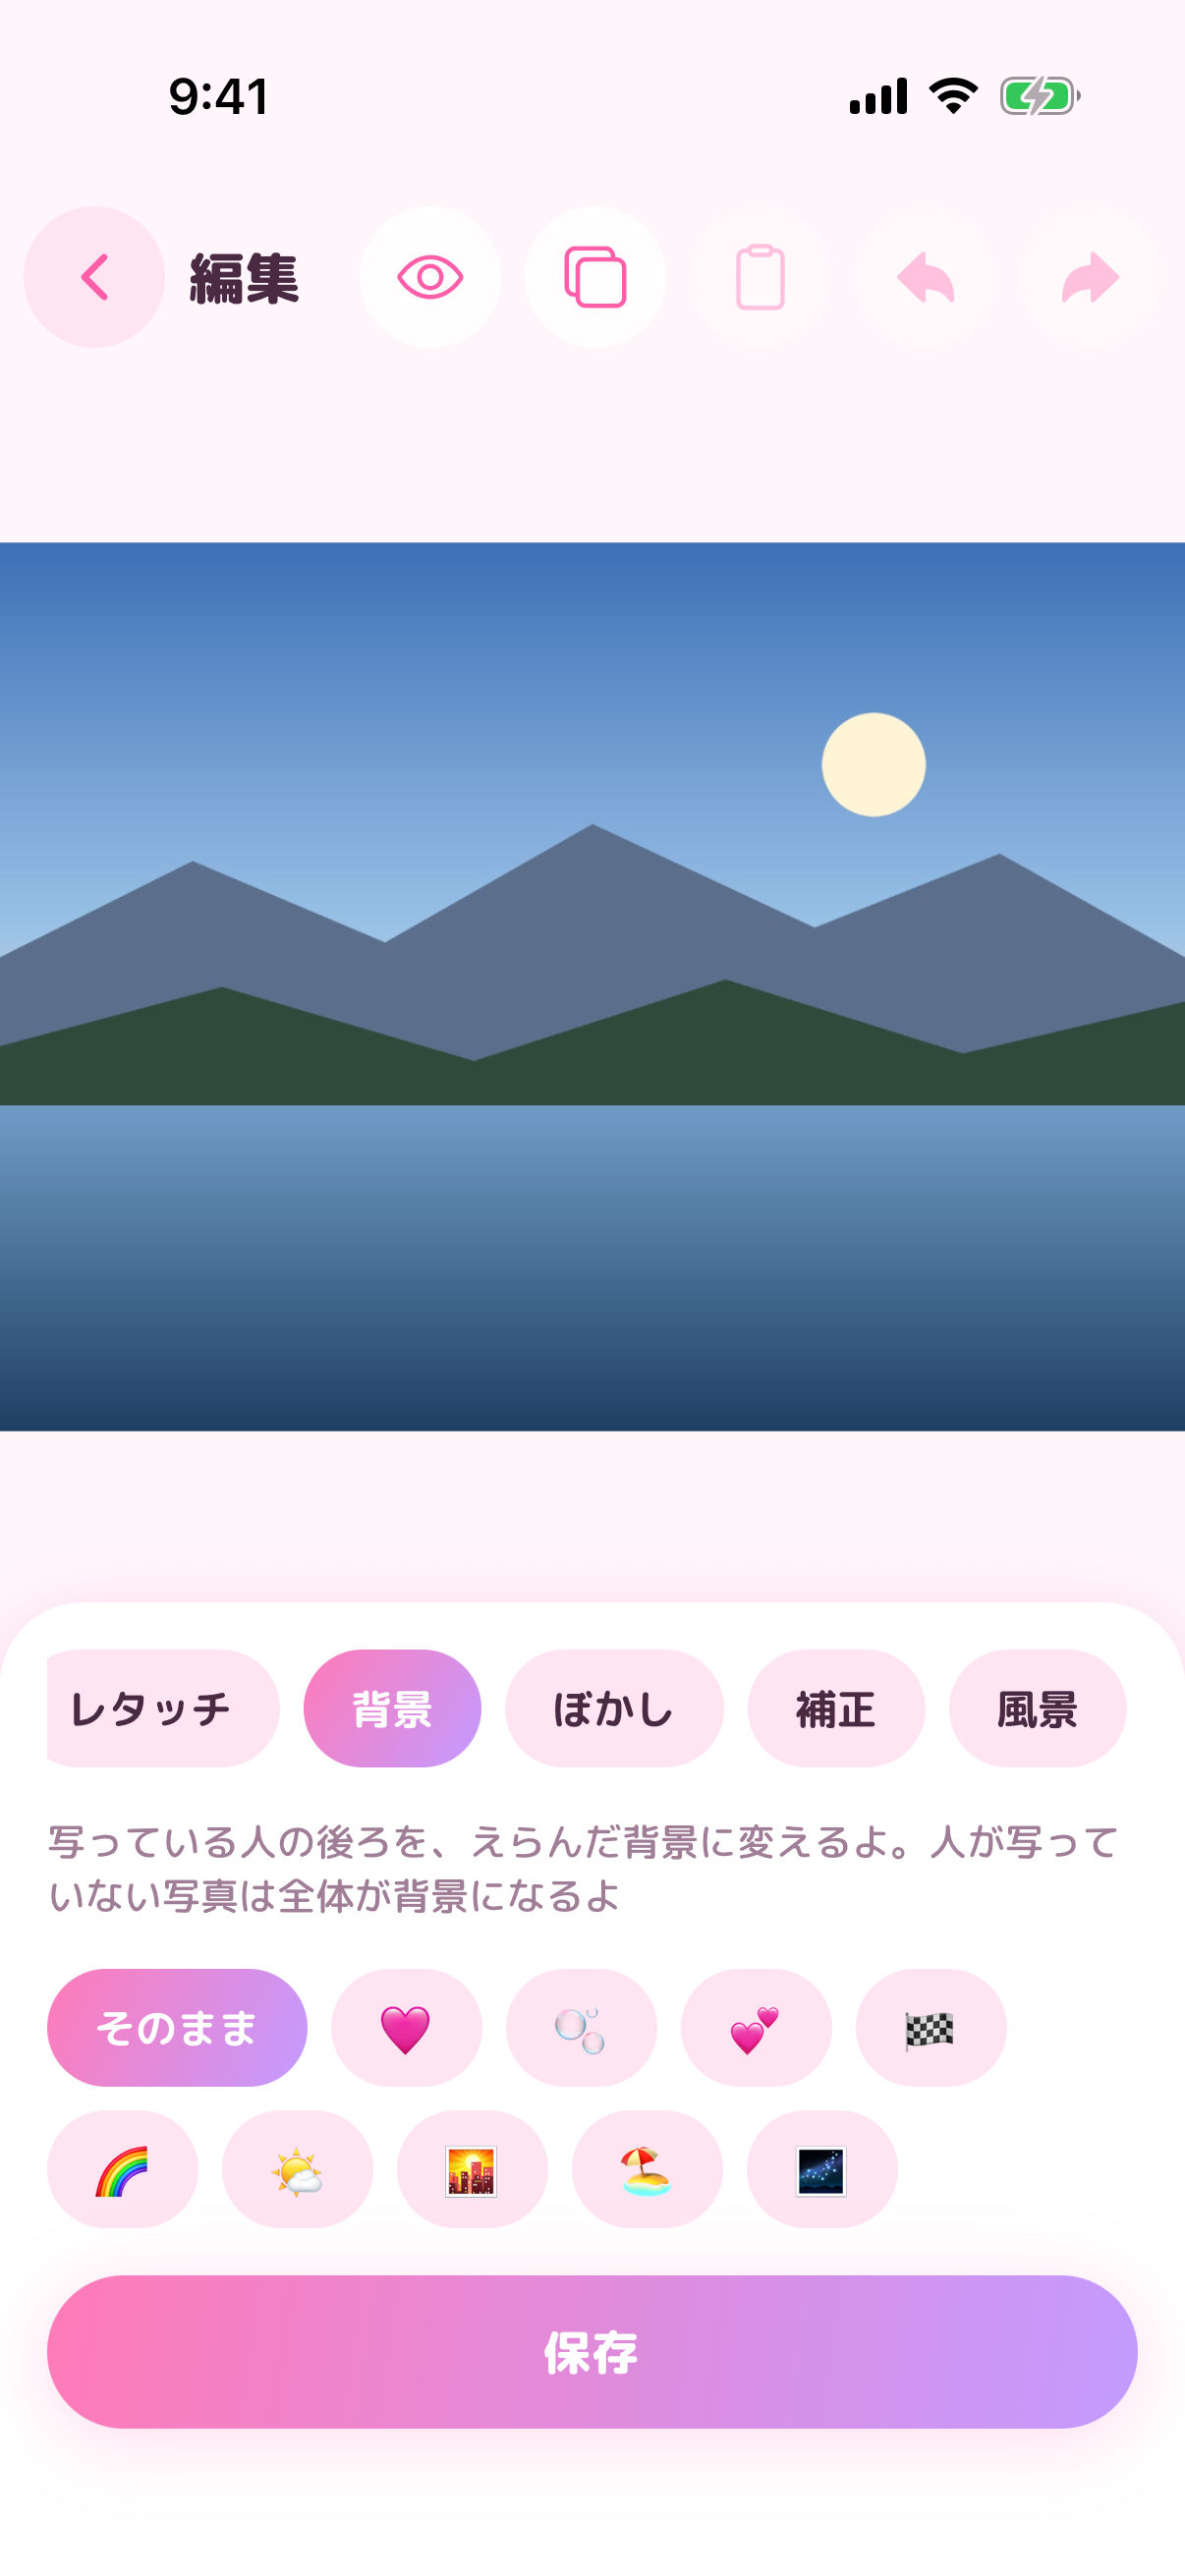 9:41
編集
レタッチ
背景
ぼかし
補正
風景
写っている人の後ろを、えらんだ背景に変えるよ。人が写って
いない写真は全体が背景になるよ
そのまま
保存